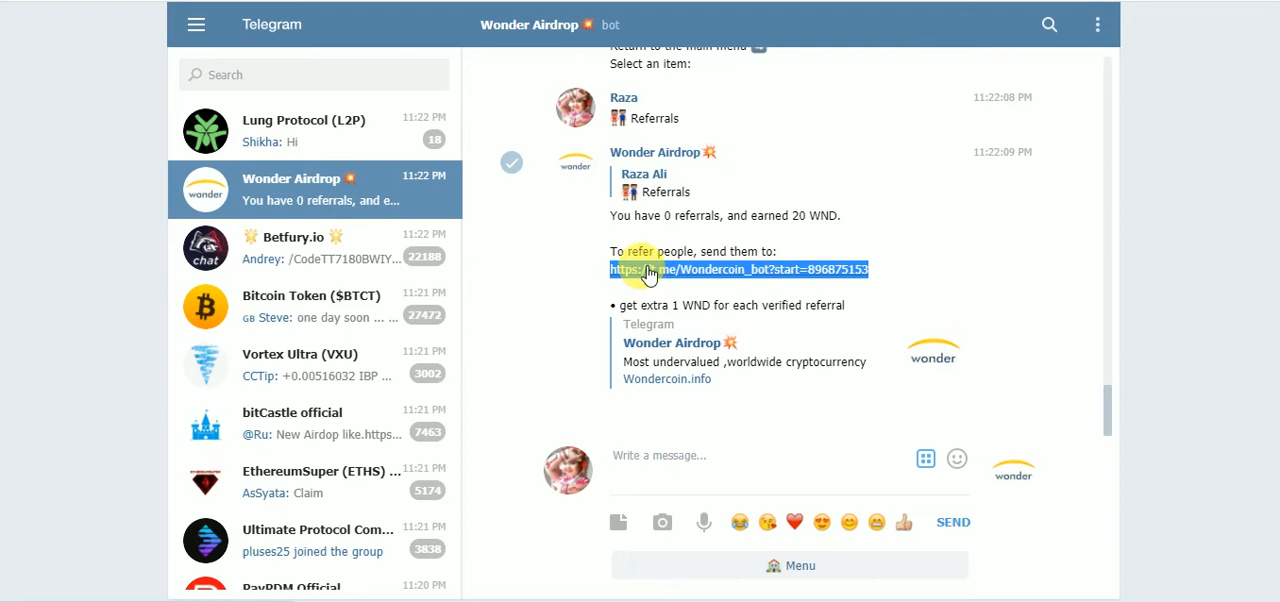 Telegram
Wonder Airdrop💥 bot
Search
Lung Protocol (L2P) 11:22 PM
Shikha: Hi 18
Wonder Airdrop💥 11:22 PM
You have 0 referrals, and e...
wonder
🌟 Betfury.io 🌟 11:22 PM
Andrey: /CodeTT7180BWIY... 22188
chat
Bitcoin Token ($BTCT) 11:21 PM
GB Steve: one day soon ... ... 27472
Vortex Ultra (VXU) 11:21 PM
CCTip: +0.00516032 IBP ... 3002
bitCastle official 11:21 PM
@Ru: New Airdop like.https... 7463
EthereumSuper (ETHS) ... 11:21 PM
AsSyata: Claim 5174
Ultimate Protocol Com... 11:21 PM
pluses25 joined the group 3838
PayPDM Official 11:20 PM
Return to the main menu
Select an item:
Raza 11:22:08 PM
👫 Referrals
Wonder Airdrop💥 11:22:09 PM
wonder
Raza Ali
👫 Referrals
You have 0 referrals, and earned 20 WND.
To refer people, send them to:
https://t.me/Wondercoin_bot?start=896875153
• get extra 1 WND for each verified referral
Telegram
Wonder Airdrop💥
Most undervalued ,worldwide cryptocurrency
Wondercoin.info
wonder
Write a message...
wonder
SEND
🏠 Menu